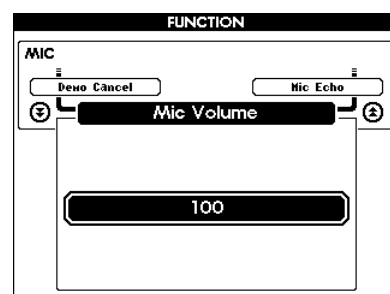 FUNCTION
MIC
Demo Cancel
Mic Echo
Mic Volume
100